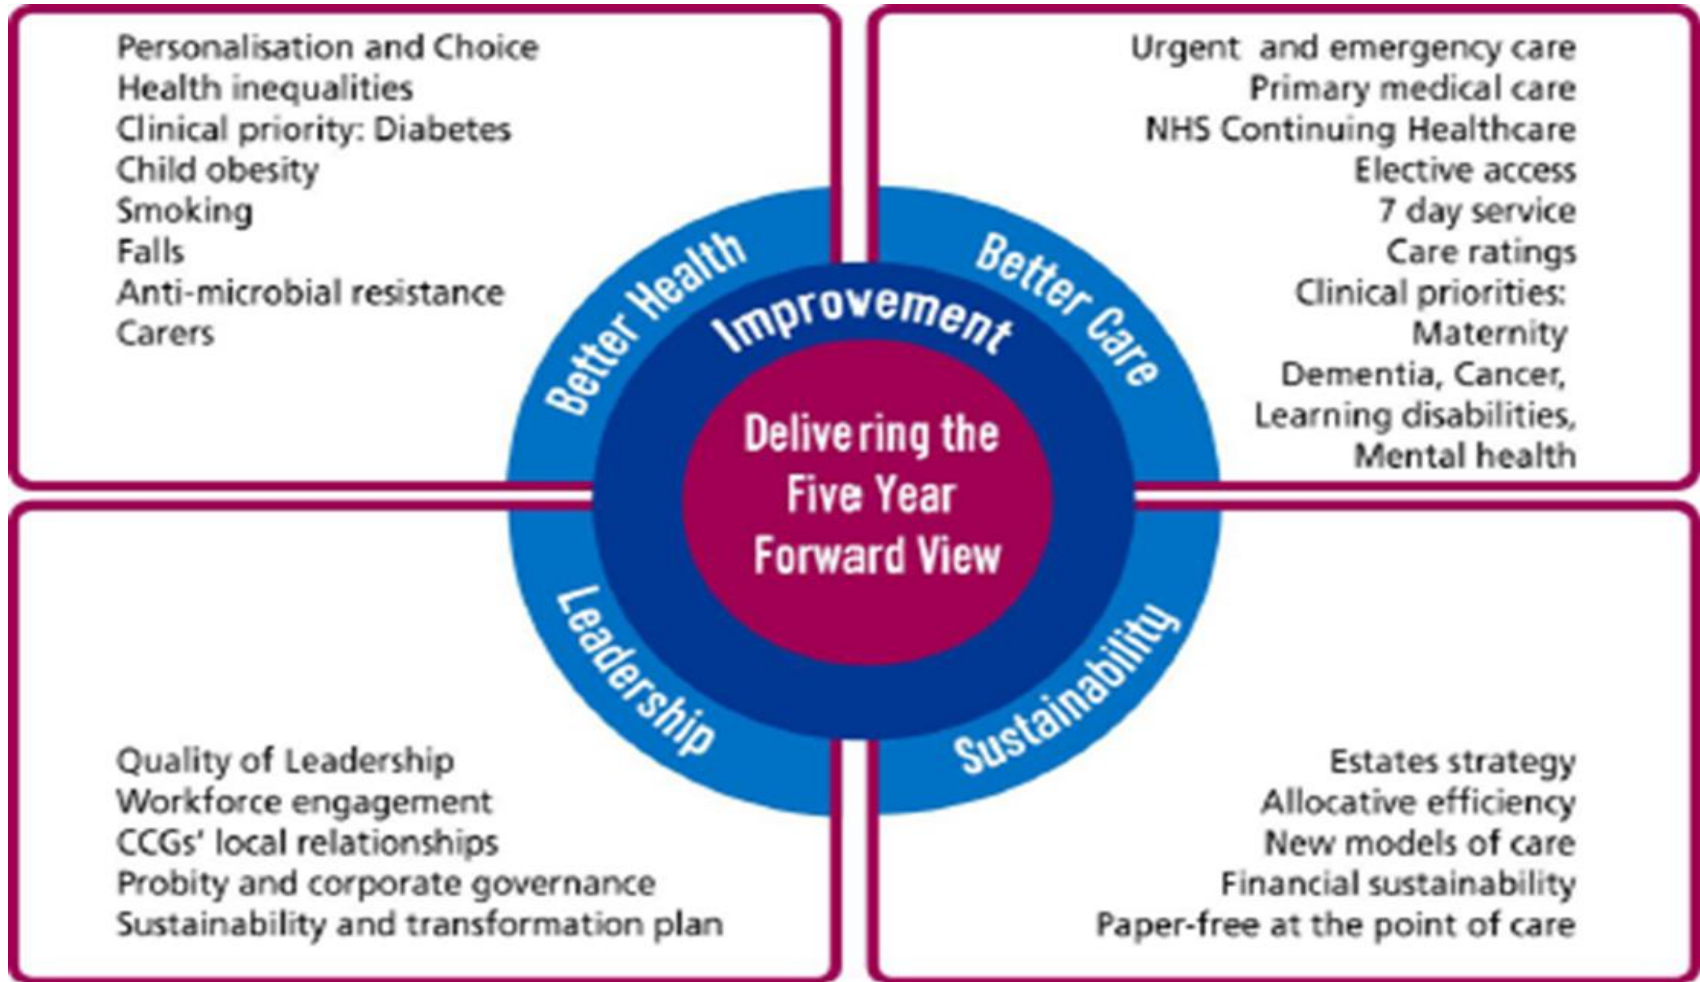 Personalisation and Choice
Health inequalities
Clinical priority: Diabetes
Child obesity
Smoking
Falls
Anti-microbial resistance
Carers
Urgent and emergency care
Primary medical care
NHS Continuing Healthcare
Elective access
7 day service
Care ratings
Clinical priorities:
Maternity
Dementia, Cancer,
Learning disabilities,
Mental health
Better Health
Better Care
Improvement
Delivering the
Five Year
Forward View
Leadership
Sustainability
Quality of Leadership
Workforce engagement
CCGs' local relationships
Probity and corporate governance
Sustainability and transformation plan
Estates strategy
Allocative efficiency
New models of care
Financial sustainability
Paper-free at the point of care